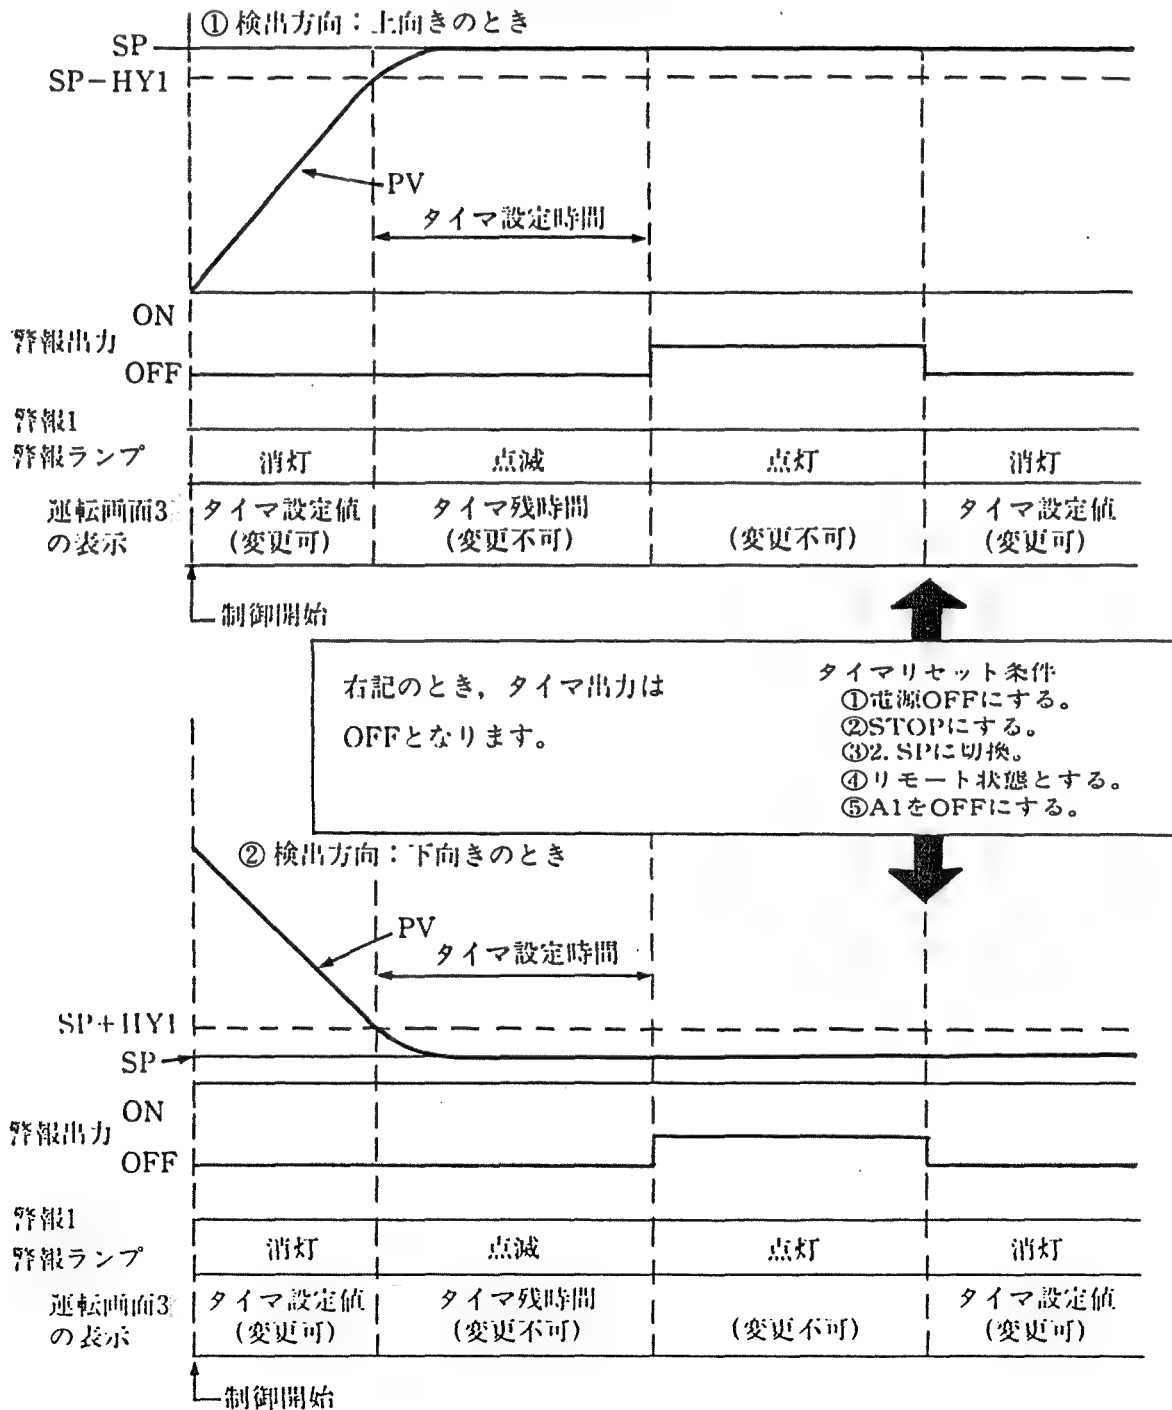 ①検出方向：上向きのとき
SP
SP−HY1
PV
タイマ設定時間
ON
警報出力
OFF
警報1
警報ランプ 消灯 点滅 点灯 消灯
運転画面3 タイマ設定値 タイマ残時間 タイマ設定値
の表示 (変更可) (変更不可) (変更不可) (変更可)
制御開始
右記のとき，タイマ出力は
OFFとなります。
タイマリセット条件
①電源OFFにする。
②STOPにする。
③2.SPに切換。
④リモート状態とする。
⑤A1をOFFにする。
②検出方向：下向きのとき
PV
タイマ設定時間
SP+HY1
SP
ON
警報出力
OFF
警報1
警報ランプ 消灯 点滅 点灯 消灯
運転画面3 タイマ設定値 タイマ残時間 タイマ設定値
の表示 (変更可) (変更不可) (変更不可) (変更可)
制御開始